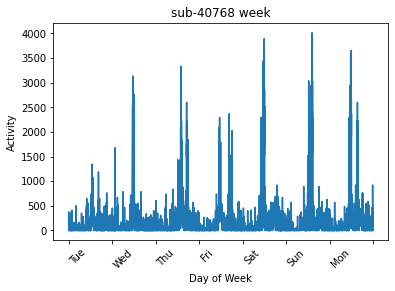 sub-40768 week
Activity
4000
3500
3000
2500
2000
1500
1000
500
0
Tue
Wed
Thu
Fri
Sat
Sun
Mon
Day of Week